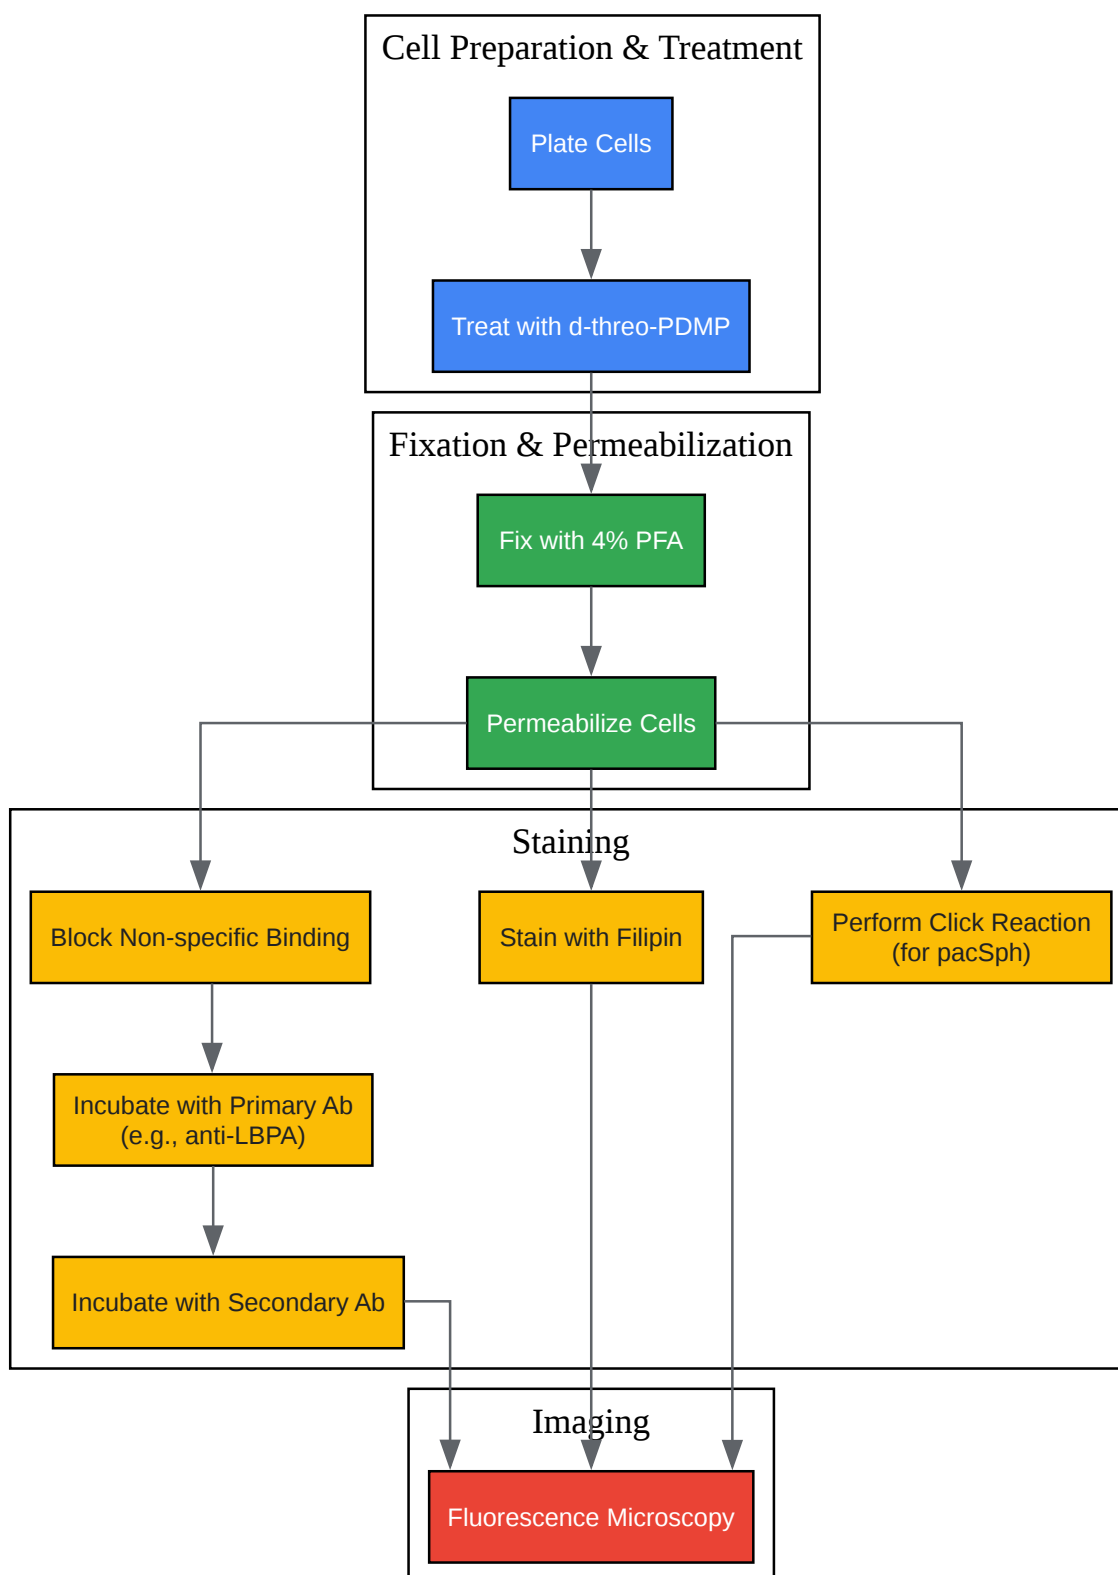 Cell Preparation & Treatment
Plate Cells
Treat with d-threo-PDMP
Fixation & Permeabilization
Fix with 4% PFA
Permeabilize Cells
Staining
Block Non-specific Binding
Stain with Filipin
Perform Click Reaction
(for pacSph)
Incubate with Primary Ab
(e.g., anti-LBPA)
Incubate with Secondary Ab
Imaging
Fluorescence Microscopy